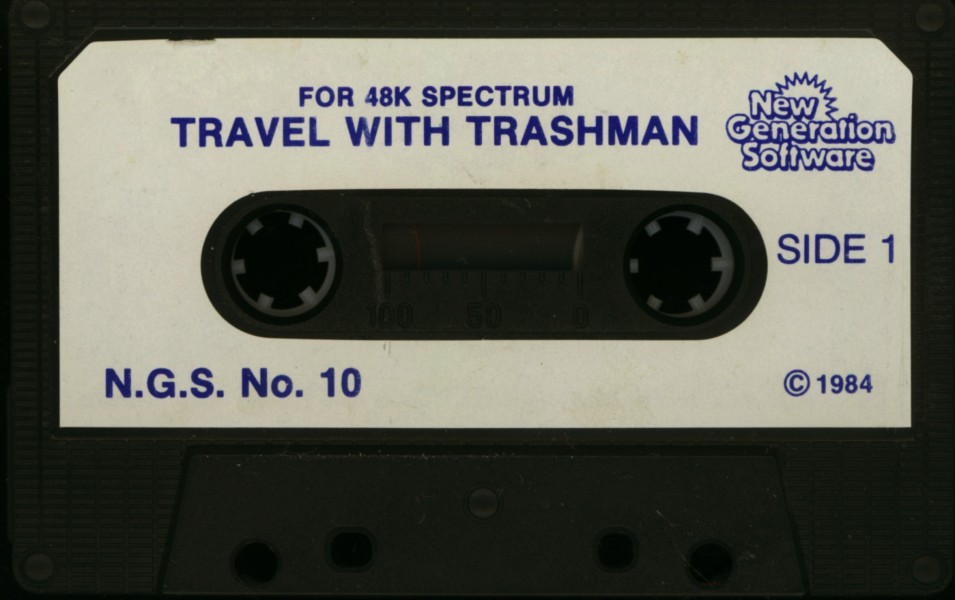 FOR 48K SPECTRUM
TRAVEL WITH TRASHMAN
New
Generation
Software
SIDE 1
100 50 0
N.G.S. No. 10
© 1984